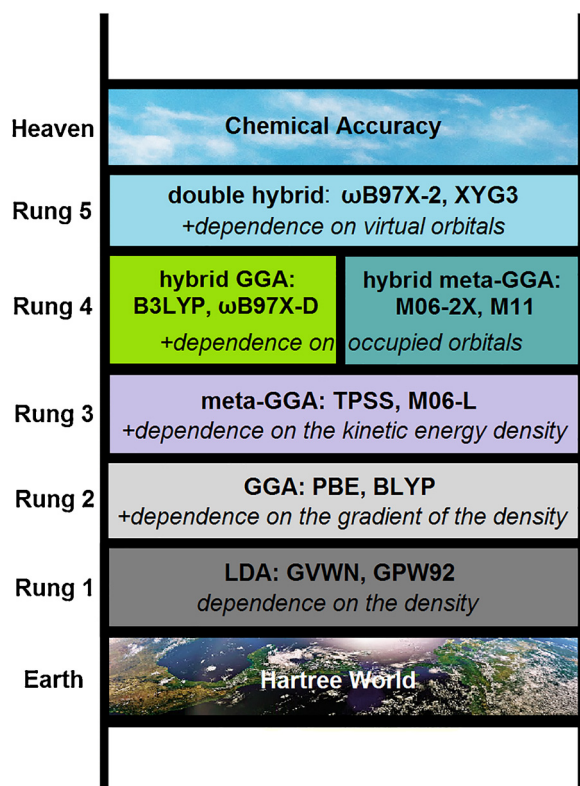 Heaven
Chemical Accuracy
Rung 5
double hybrid: ωB97X-2, XYG3
+dependence on virtual orbitals
Rung 4
hybrid GGA:
B3LYP, ωB97X-D
hybrid meta-GGA:
M06-2X, M11
+dependence on occupied orbitals
Rung 3
meta-GGA: TPSS, M06-L
+dependence on the kinetic energy density
Rung 2
GGA: PBE, BLYP
+dependence on the gradient of the density
Rung 1
LDA: GVWN, GPW92
dependence on the density
Earth
Hartree World